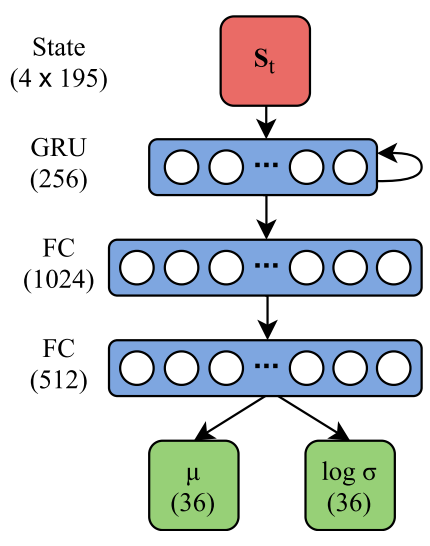 State
(4 x 195)
S_t
GRU
(256)
...
FC
(1024)
...
FC
(512)
...
μ
(36)
log σ
(36)